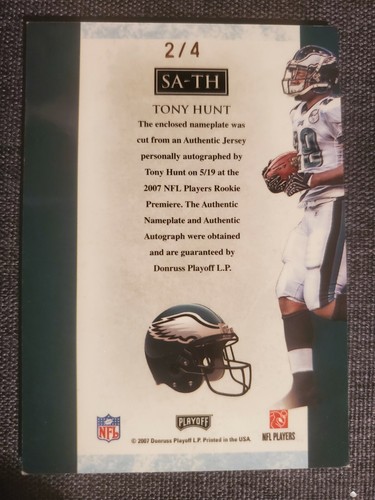 2/4
SA-TH
TONY HUNT
The enclosed nameplate was
cut from an Authentic Jersey
personally autographed by
Tony Hunt on 5/19 at the
2007 NFL Players Rookie
Premiere. The Authentic
Nameplate and Authentic
Autograph were obtained
and are guaranteed by
Donruss Playoff L.P.
NFL
PLAYOFF
NFL PLAYERS
© 2007 Donruss Playoff L.P. Printed in the USA.